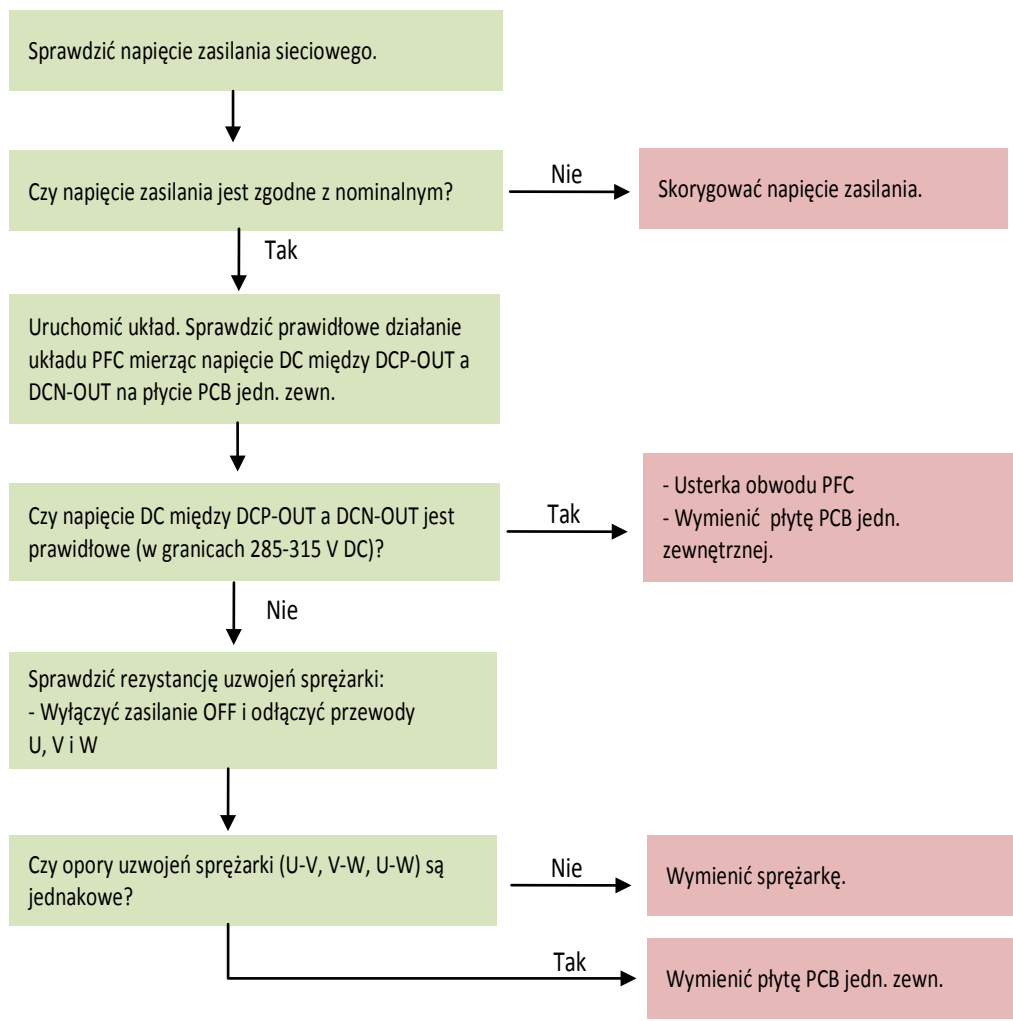 Sprawdzić napięcie zasilania sieciowego.
Czy napięcie zasilania jest zgodne z nominalnym?
Nie
Skorygować napięcie zasilania.
Tak
Uruchomić układ. Sprawdzić prawidłowe działanie
układu PFC mierząc napięcie DC między DCP-OUT a
DCN-OUT na płycie PCB jedn. zewn.
Czy napięcie DC między DCP-OUT a DCN-OUT jest
prawidłowe (w granicach 285-315 V DC)?
Tak
- Usterka obwodu PFC
- Wymienić płytę PCB jedn.
zewnętrznej.
Nie
Sprawdzić rezystancję uzwojeń sprężarki:
- Wyłączyć zasilanie OFF i odłączyć przewody
U, V i W
Czy opory uzwojeń sprężarki (U-V, V-W, U-W) są
jednakowe?
Nie
Wymienić sprężarkę.
Tak
Wymienić płytę PCB jedn. zewn.